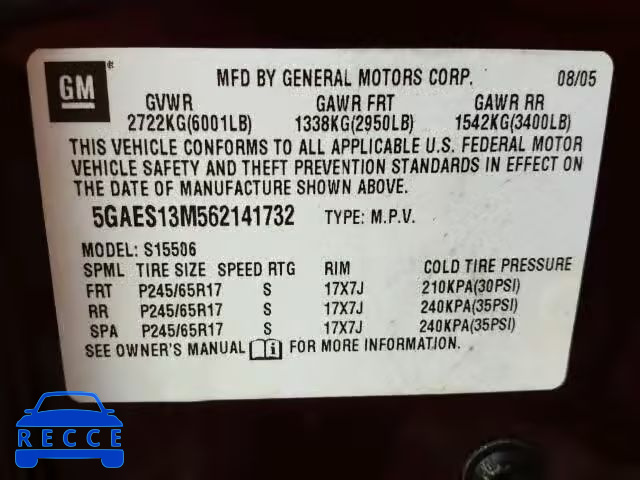 GM® MFD BY GENERAL MOTORS CORP. 08/05
GVWR GAWR FRT GAWR RR
2722KG(6001LB) 1338KG(2950LB) 1542KG(3400LB)
THIS VEHICLE CONFORMS TO ALL APPLICABLE U.S. FEDERAL MOTOR
VEHICLE SAFETY AND THEFT PREVENTION STANDARDS IN EFFECT ON
THE DATE OF MANUFACTURE SHOWN ABOVE.
5GAES13M562141732 TYPE: M.P.V.
MODEL: S15506
SPML TIRE SIZE SPEED RTG RIM COLD TIRE PRESSURE
FRT P245/65R17 S 17X7J 210KPA(30PSI)
RR P245/65R17 S 17X7J 240KPA(35PSI)
SPA P245/65R17 S 17X7J 240KPA(35PSI)
SEE OWNER'S MANUAL FOR MORE INFORMATION.
RECCE